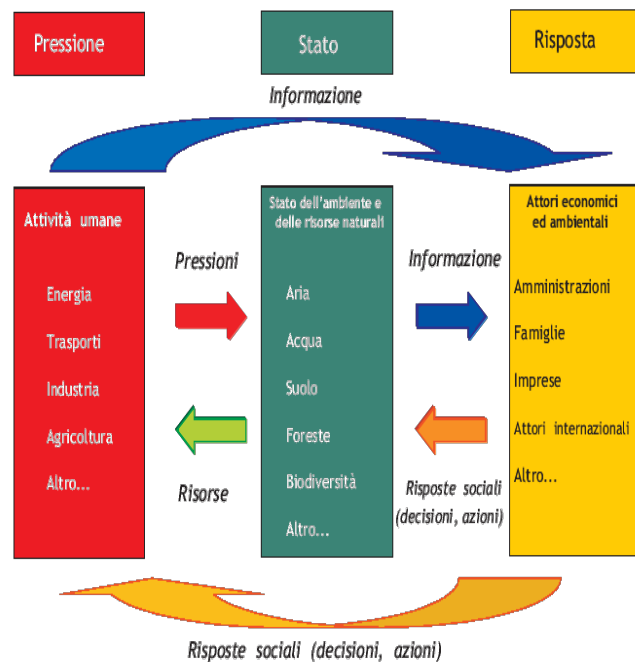 Pressione
Stato
Risposta
Informazione
Attività umane
Energia
Trasporti
Industria
Agricoltura
Altro...
Pressioni
Risorse
Stato dell'ambiente e
delle risorse naturali
Aria
Acqua
Suolo
Foreste
Biodiversità
Altro...
Informazione
Risposte sociali
(decisioni, azioni)
Attori economici
ed ambientali
Amministrazioni
Famiglie
Imprese
Attori internazionali
Altro...
Risposte sociali (decisioni, azioni)